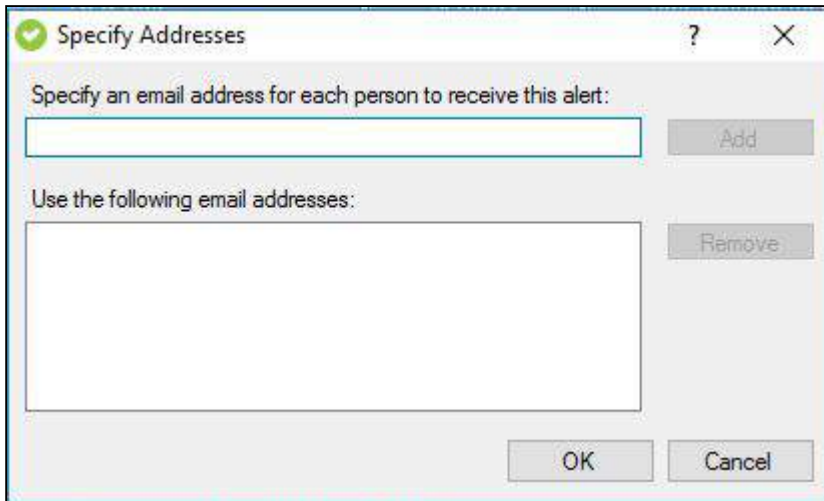 Specify Addresses
?
Specify an email address for each person to receive this alert:
Add
Use the following email addresses:
Remove
OK
Cancel